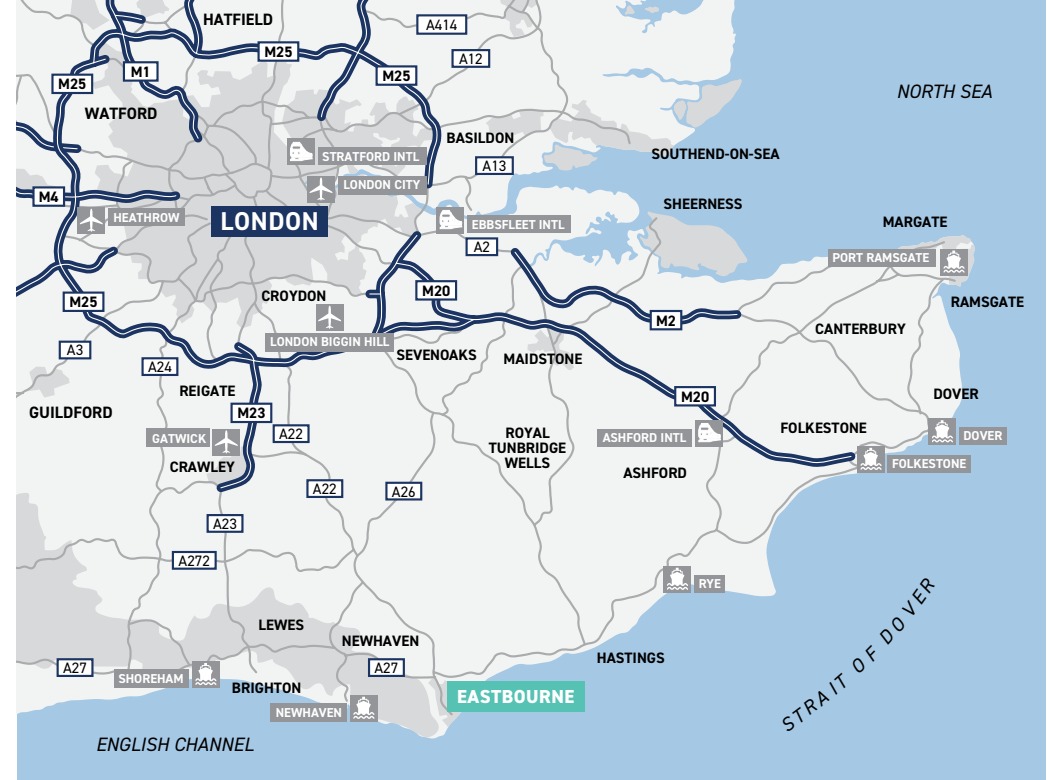 HATFIELD
A414
M25
A12
M1
M25
M25
NORTH SEA
WATFORD
BASILDON
STRATFORD INTL
SOUTHEND-ON-SEA
A13
LONDON CITY
M4
SHEERNESS
HEATHROW
LONDON
EBBSFLEET INTL
MARGATE
A2
PORT RAMSGATE
M20
CROYDON
M25
RAMSGATE
M2
CANTERBURY
LONDON BIGGIN HILL
A3
SEVENOAKS
MAIDSTONE
A24
REIGATE
M20
DOVER
GUILDFORD
M23
FOLKESTONE
A22
ROYAL
TUNBRIDGE
WELLS
GATWICK
ASHFORD INTL
DOVER
CRAWLEY
FOLKESTONE
ASHFORD
A22
A26
A23
A272
RYE
LEWES
NEWHAVEN
HASTINGS
STRAIT OF DOVER
A27
A27
SHOREHAM
BRIGHTON
EASTBOURNE
NEWHAVEN
ENGLISH CHANNEL